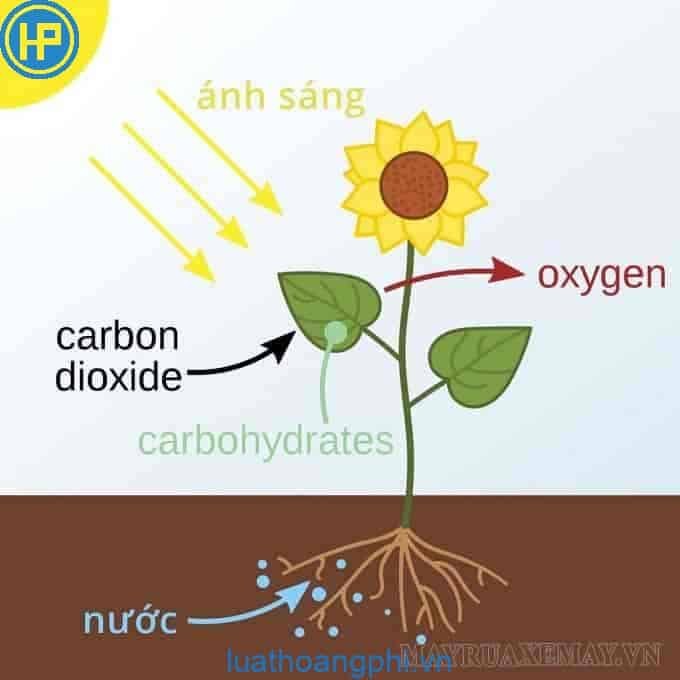 HP
ánh sáng
oxygen
carbon
dioxide
carbohydrates
nước
MAYRUAXEMAY.VN
luathoangphi.vn